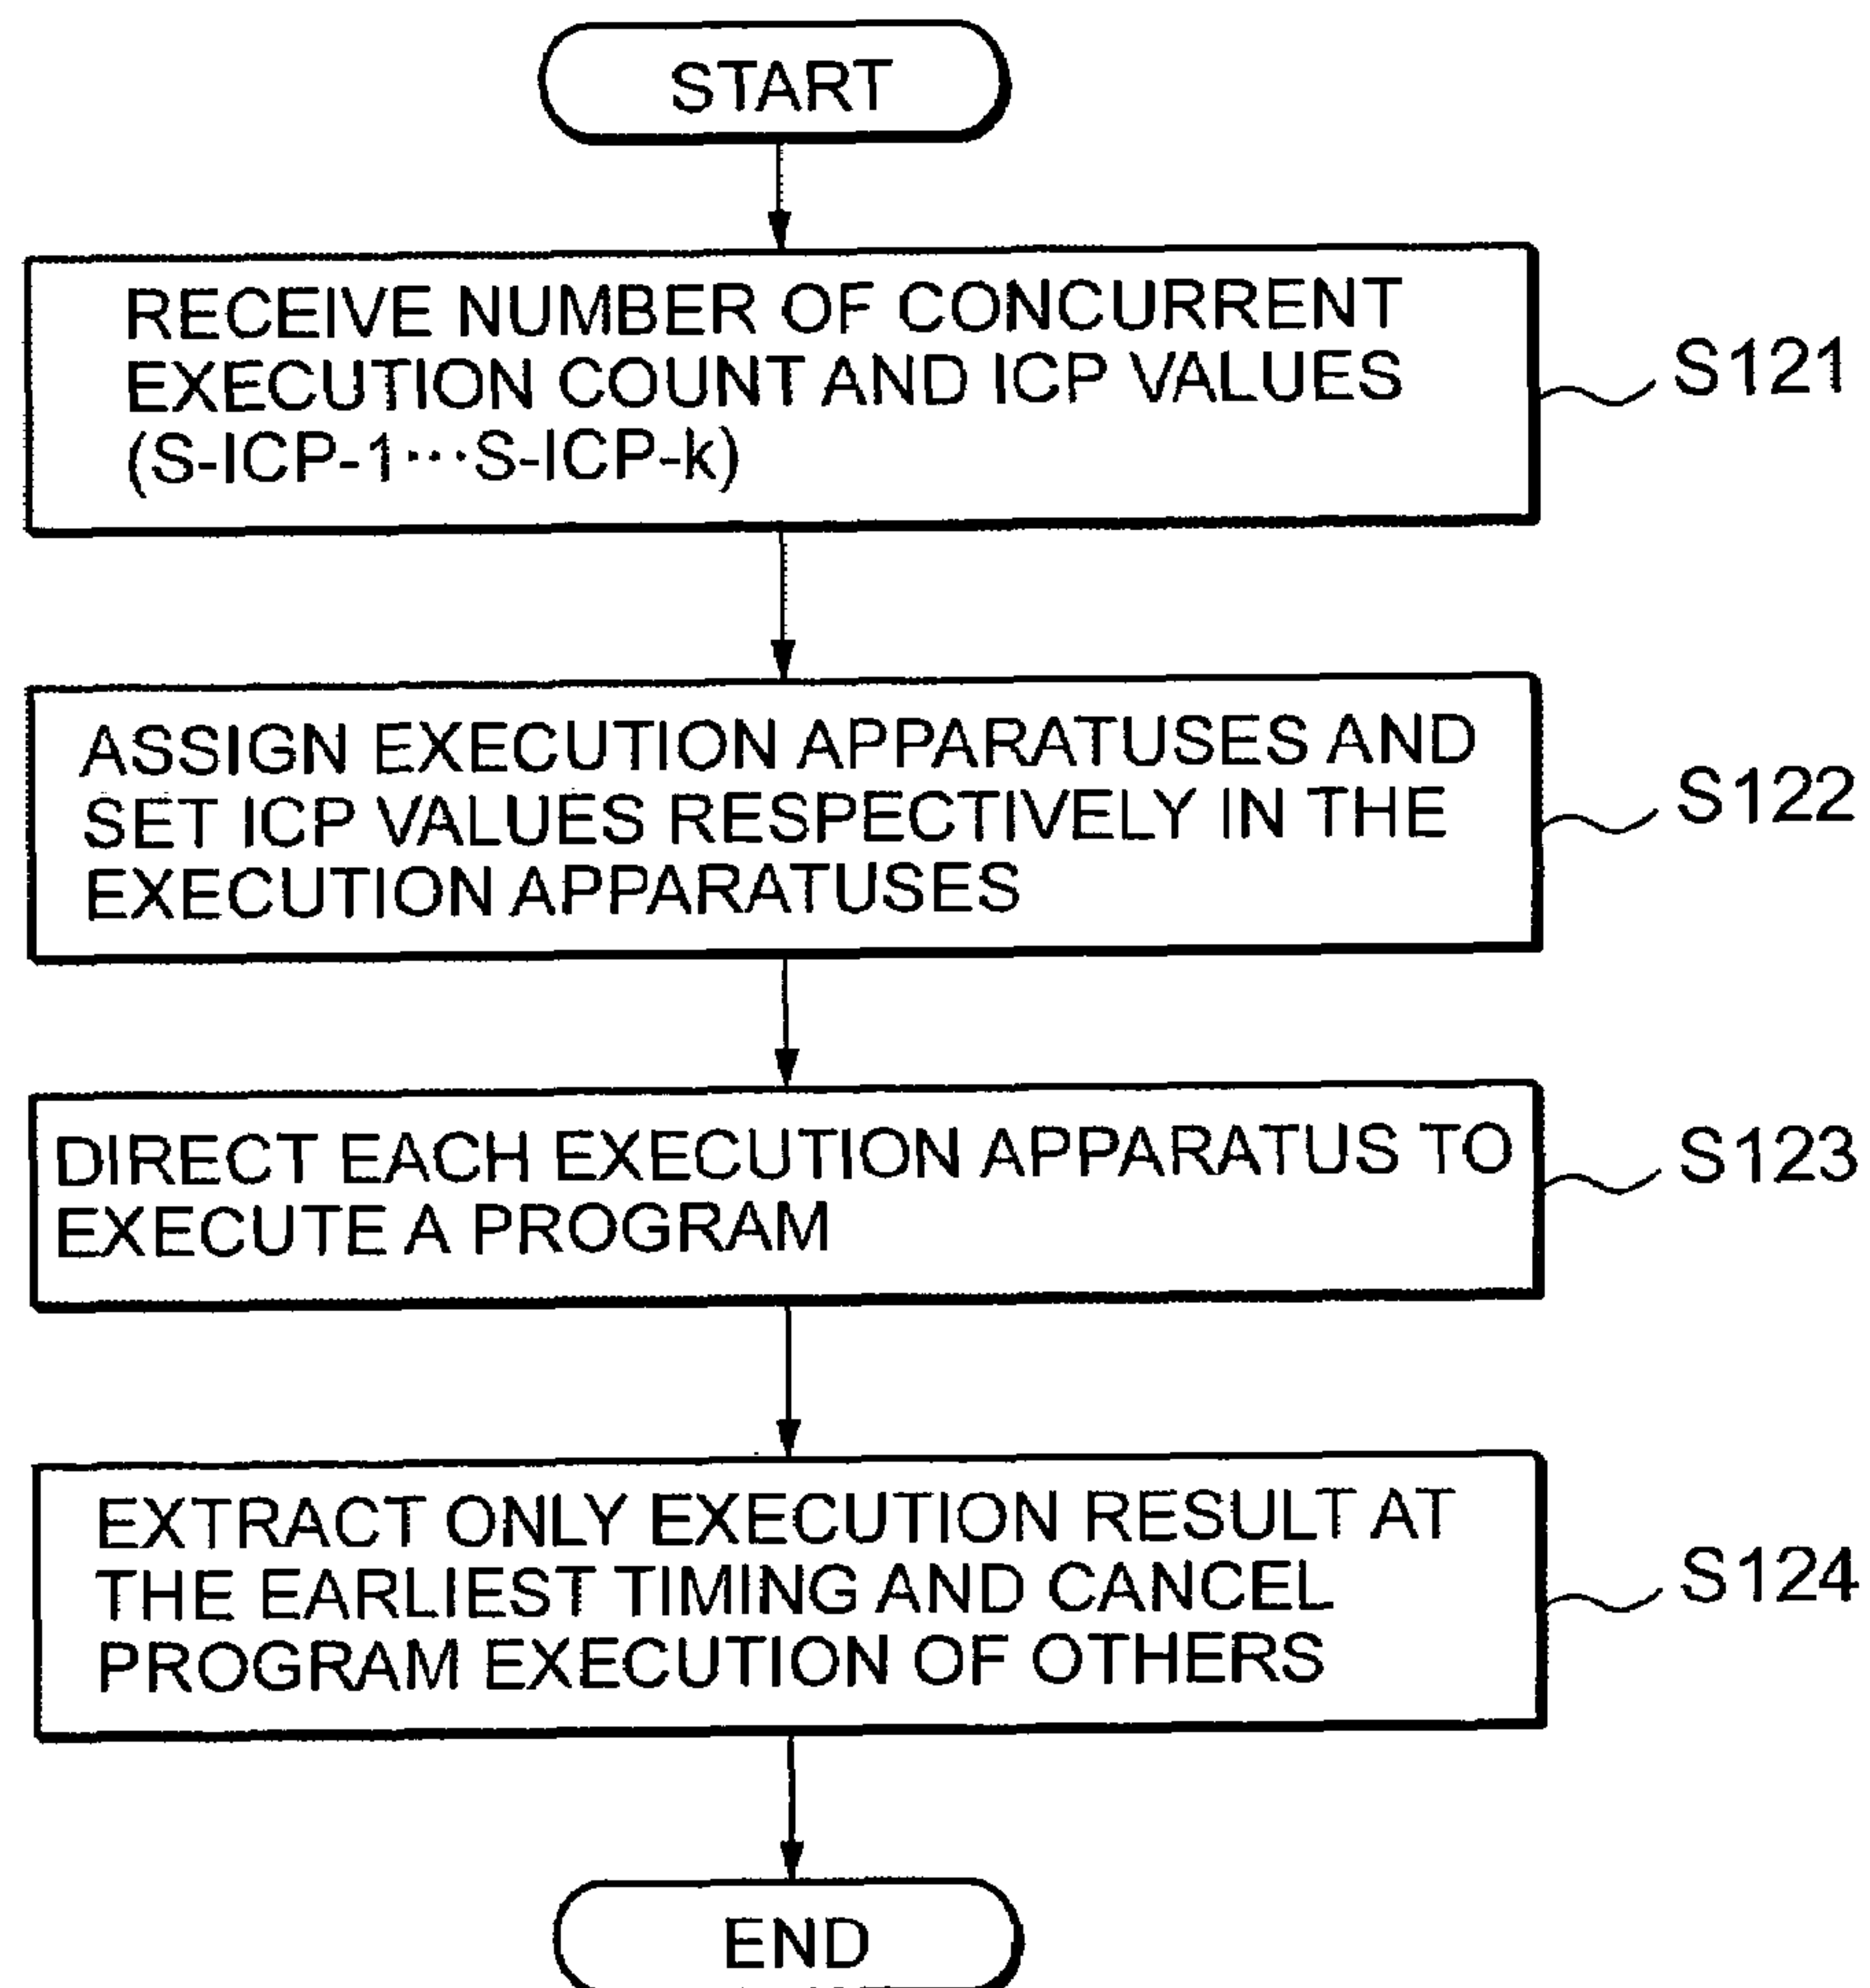 START
RECEIVE NUMBER OF CONCURRENT
EXECUTION COUNT AND ICP VALUES
(S-ICP-1···S-ICP-k)
S121
ASSIGN EXECUTION APPARATUSES AND
SET ICP VALUES RESPECTIVELY IN THE
EXECUTION APPARATUSES
S122
DIRECT EACH EXECUTION APPARATUS TO
EXECUTE A PROGRAM
S123
EXTRACT ONLY EXECUTION RESULT AT
THE EARLIEST TIMING AND CANCEL
PROGRAM EXECUTION OF OTHERS
S124
END